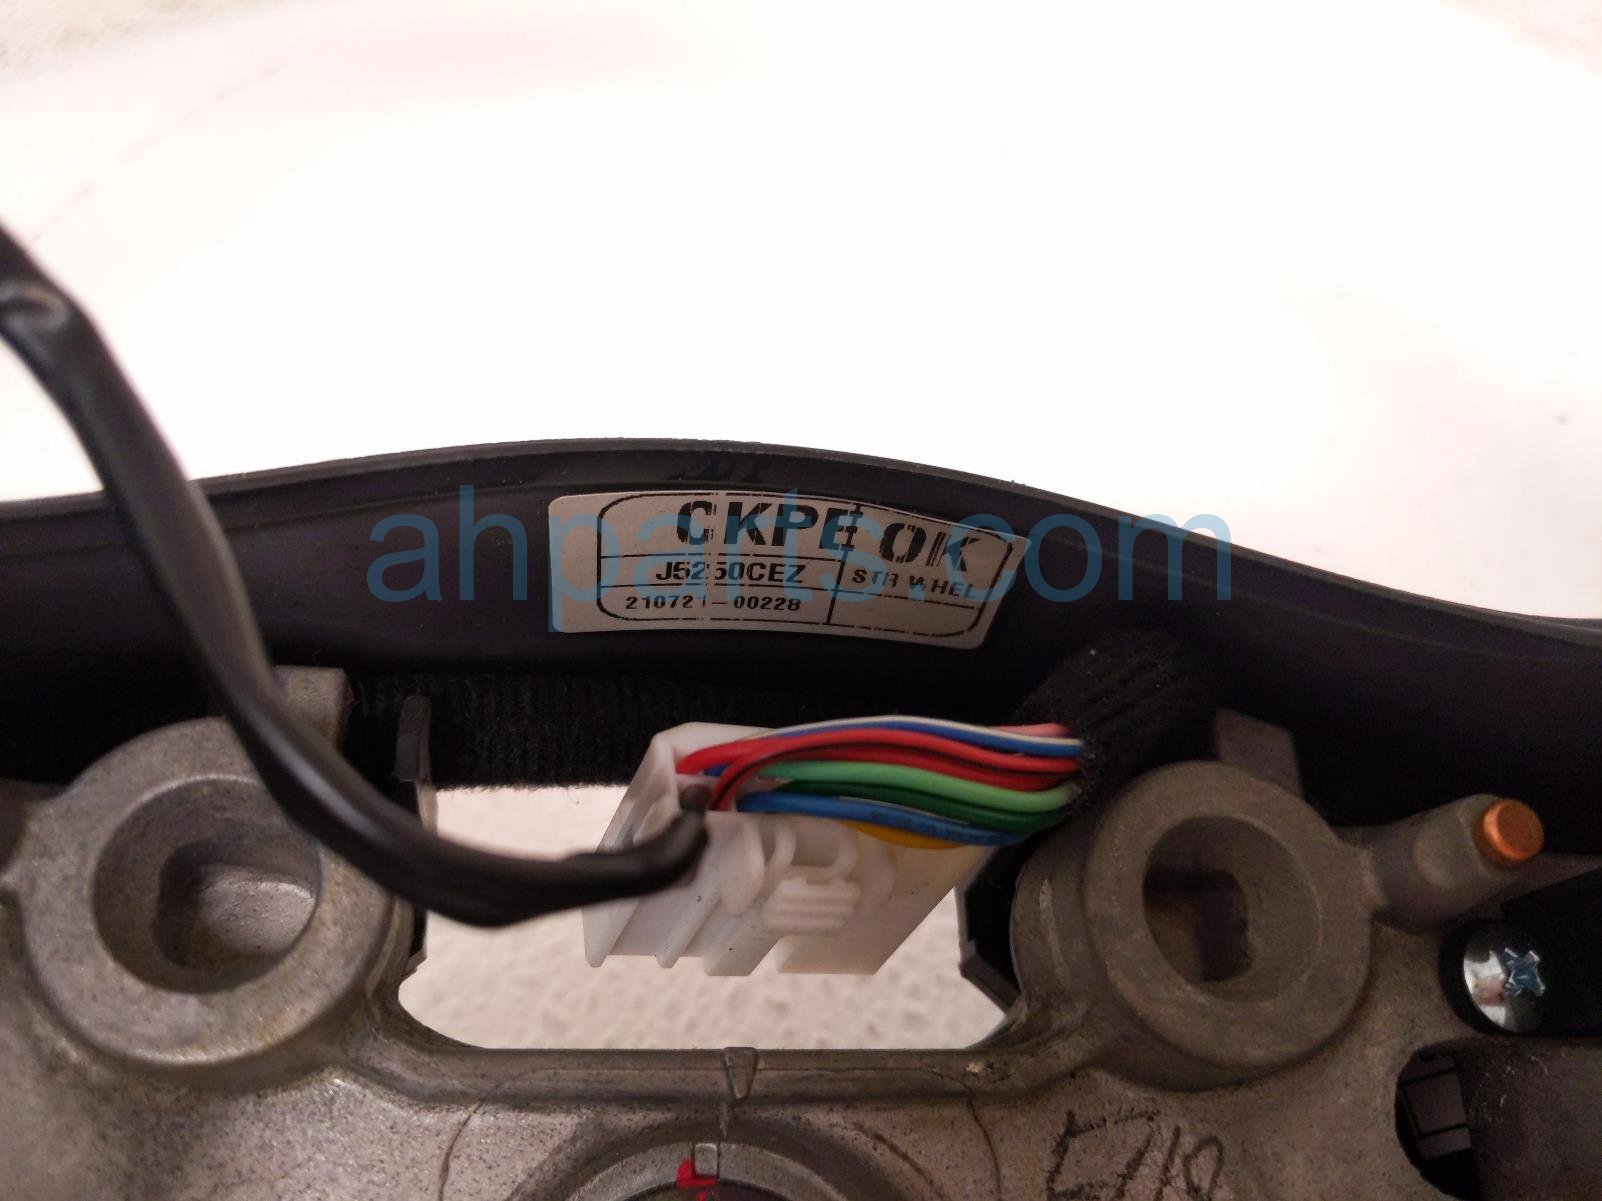 CKPE OK
J5250CEZ STR WHEL
210721-00228
ahparts.com